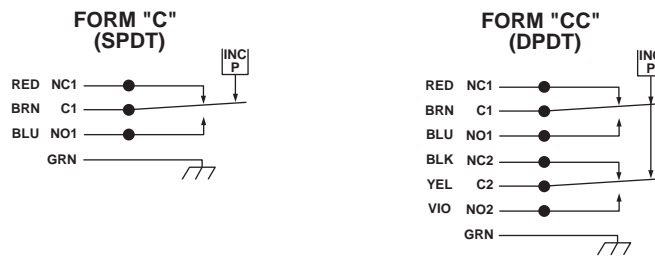 FORM "C"
(SPDT)
INC
P
RED NC1
BRN C1
BLU NO1
GRN
FORM "CC"
(DPDT)
INC
P
RED NC1
BRN C1
BLU NO1
BLK NC2
YEL C2
VIO NO2
GRN